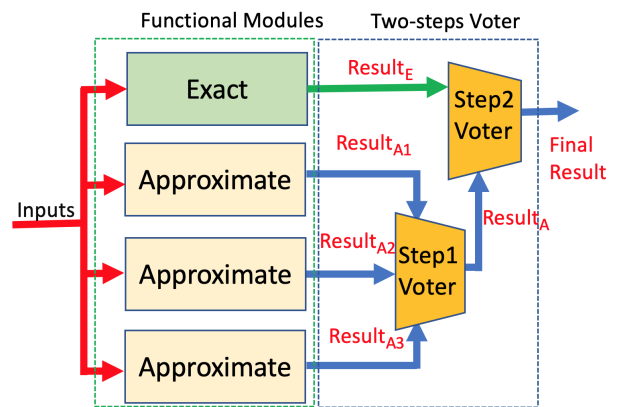 Functional Modules
Two-steps Voter
Exact
ResultE
Step2
Voter
Final
Result
Approximate
ResultA1
Inputs
ResultA
Approximate
ResultA2
Step1
Voter
Approximate
ResultA3